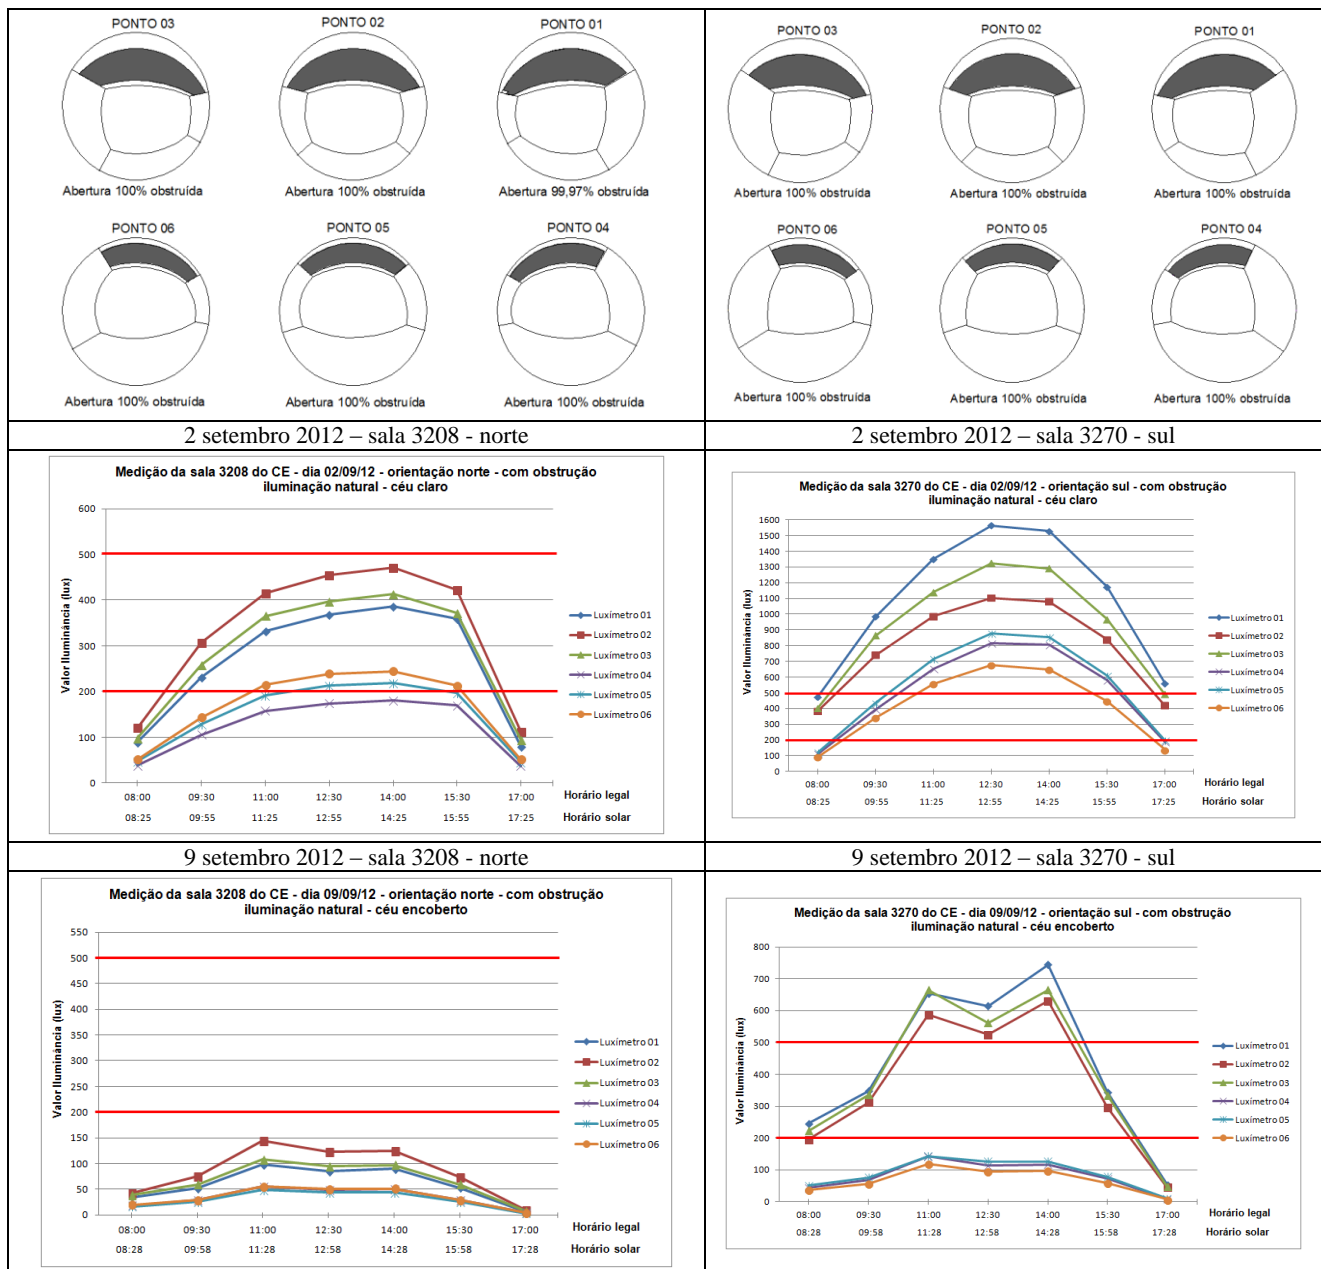 PONTO 03 PONTO 02 PONTO 01
Abertura 100% obstruída Abertura 100% obstruída Abertura 99,97% obstruída
PONTO 06 PONTO 05 PONTO 04
Abertura 100% obstruída Abertura 100% obstruída Abertura 100% obstruída
PONTO 03 PONTO 02 PONTO 01
Abertura 100% obstruída Abertura 100% obstruída Abertura 100% obstruída
PONTO 06 PONTO 05 PONTO 04
Abertura 100% obstruída Abertura 100% obstruída Abertura 100% obstruída
2 setembro 2012 – sala 3208 - norte
2 setembro 2012 – sala 3270 - sul
Medição da sala 3208 do CE - dia 02/09/12 - orientação norte - com obstrução
iluminação natural - céu claro
Valor Iluminância (lux)
600
500
400
300
200
100
0
Luxímetro 01
Luxímetro 02
Luxímetro 03
Luxímetro 04
Luxímetro 05
Luxímetro 06
08:00 09:30 11:00 12:30 14:00 15:30 17:00 Horário legal
08:25 09:55 11:25 12:55 14:25 15:55 17:25 Horário solar
Medição da sala 3270 do CE - dia 02/09/12 - orientação sul - com obstrução
iluminação natural - céu claro
Valor Iluminância (lux)
1600
1500
1400
1300
1200
1100
1000
900
800
700
600
500
400
300
200
100
0
Luxímetro 01
Luxímetro 02
Luxímetro 03
Luxímetro 04
Luxímetro 05
Luxímetro 06
08:00 09:30 11:00 12:30 14:00 15:30 17:00 Horário legal
08:25 09:55 11:25 12:55 14:25 15:55 17:25 Horário solar
9 setembro 2012 – sala 3208 - norte
9 setembro 2012 – sala 3270 - sul
Medição da sala 3208 do CE - dia 09/09/12 - orientação norte - com obstrução
iluminação natural - céu encoberto
Valor Iluminância (lux)
550
500
450
400
350
300
250
200
150
100
50
0
Luxímetro 01
Luxímetro 02
Luxímetro 03
Luxímetro 04
Luxímetro 05
Luxímetro 06
08:00 09:30 11:00 12:30 14:00 15:30 17:00 Horário legal
08:28 09:58 11:28 12:58 14:28 15:58 17:28 Horário solar
Medição da sala 3270 do CE - dia 09/09/12 - orientação sul - com obstrução
iluminação natural - céu encoberto
Valor Iluminância (lux)
800
700
600
500
400
300
200
100
0
Luxímetro 01
Luxímetro 02
Luxímetro 03
Luxímetro 04
Luxímetro 05
Luxímetro 06
08:00 09:30 11:00 12:30 14:00 15:30 17:00 Horário legal
08:28 09:58 11:28 12:58 14:28 15:58 17:28 Horário solar